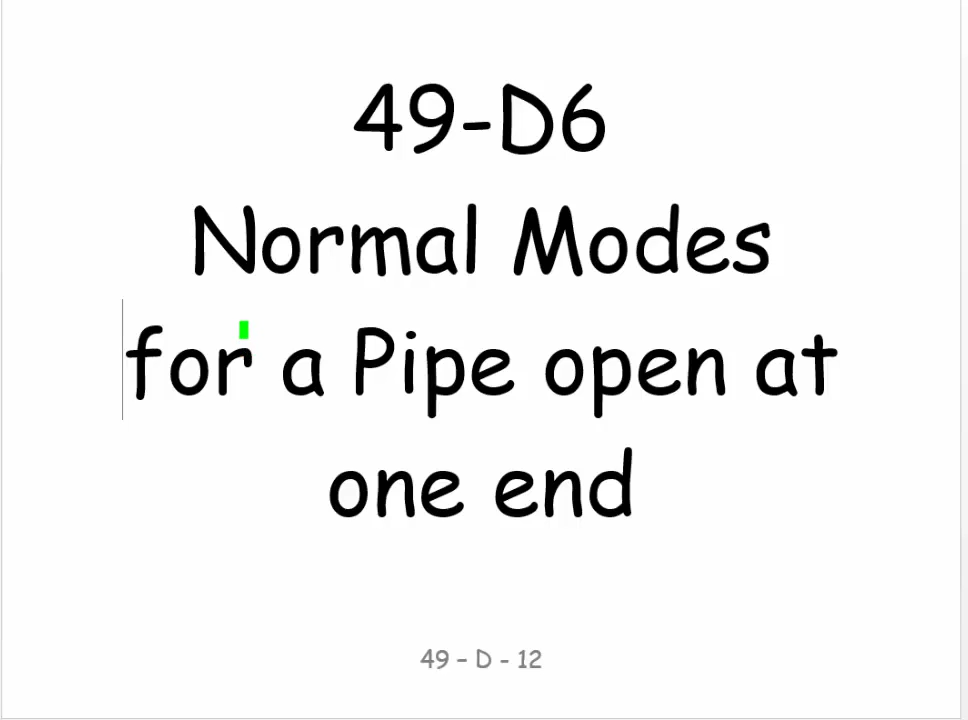 49-D6
Normal Modes
for a Pipe open at
one end
49 – D - 12